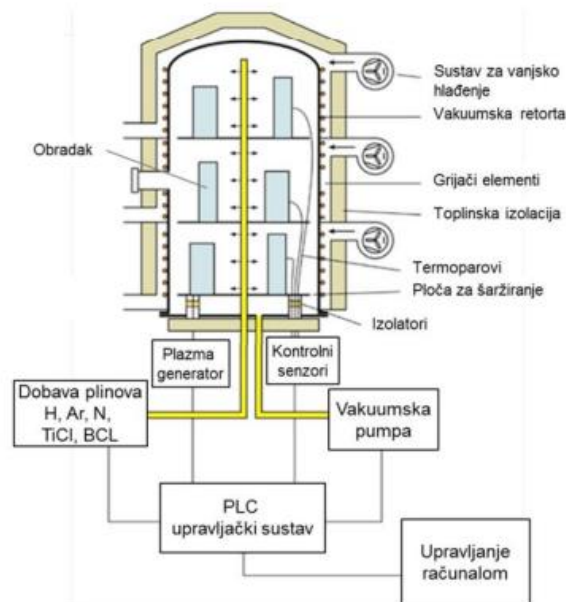 Sustav za vanjsko
hlađenje
Vakuumska retorta
Obradak
Grijači elementi
Toplinska izolacija
Termoparovi
Ploča za šaržiranje
Izolatori
Plazma
generator
Kontrolni
senzori
Dobava plinova
H, Ar, N,
TiCl, BCL
Vakuumska
pumpa
PLC
upravljački sustav
Upravljanje
računalom